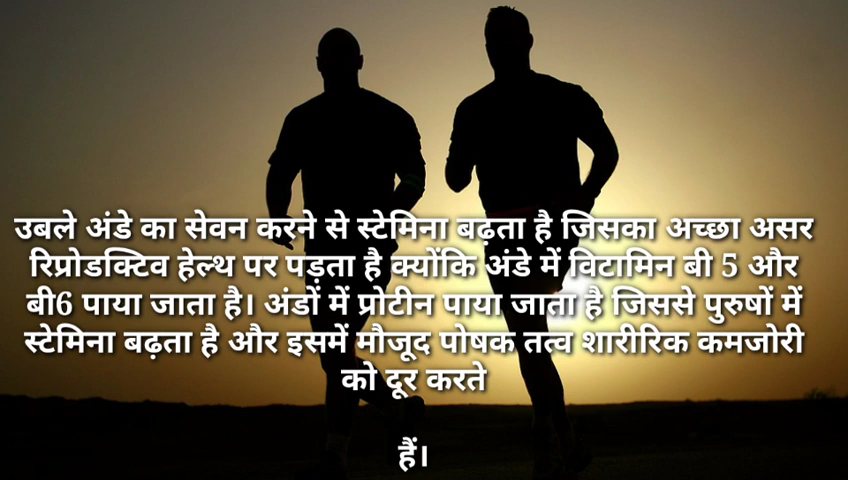 उबले अंडे का सेवन करने से स्टेमिना बढ़ता है जिसका अच्छा असर
रिप्रोडक्टिव हेल्थ पर पड़ता है क्योंकि अंडे में विटामिन बी 5 और
बी6 पाया जाता है। अंडों में प्रोटीन पाया जाता है जिससे पुरुषों में
स्टेमिना बढ़ता है और इसमें मौजूद पोषक तत्व शारीरिक कमजोरी
को दूर करते
हैं।